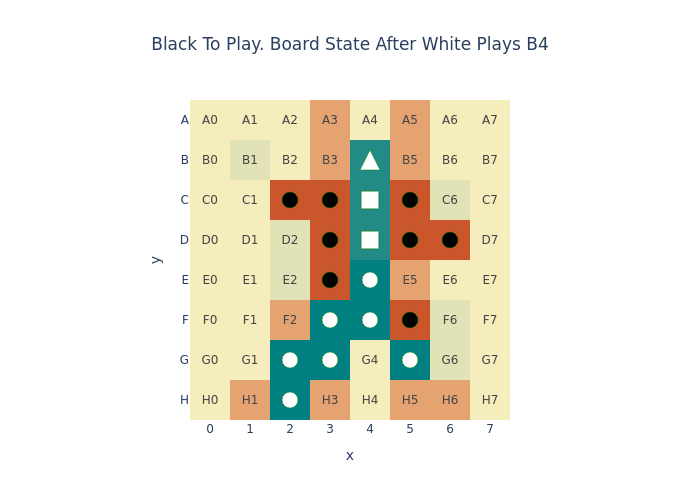 Black To Play. Board State After White Plays B4
A A0 A1 A2 A3 A4 A5 A6 A7
B B0 B1 B2 B3 B5 B6 B7
C C0 C1 C6 C7
D D0 D1 D2 D7
E E0 E1 E2 E5 E6 E7
F F0 F1 F2 F6 F7
G G0 G1 G4 G6 G7
H H0 H1 H3 H4 H5 H6 H7
0 1 2 3 4 5 6 7
x
y